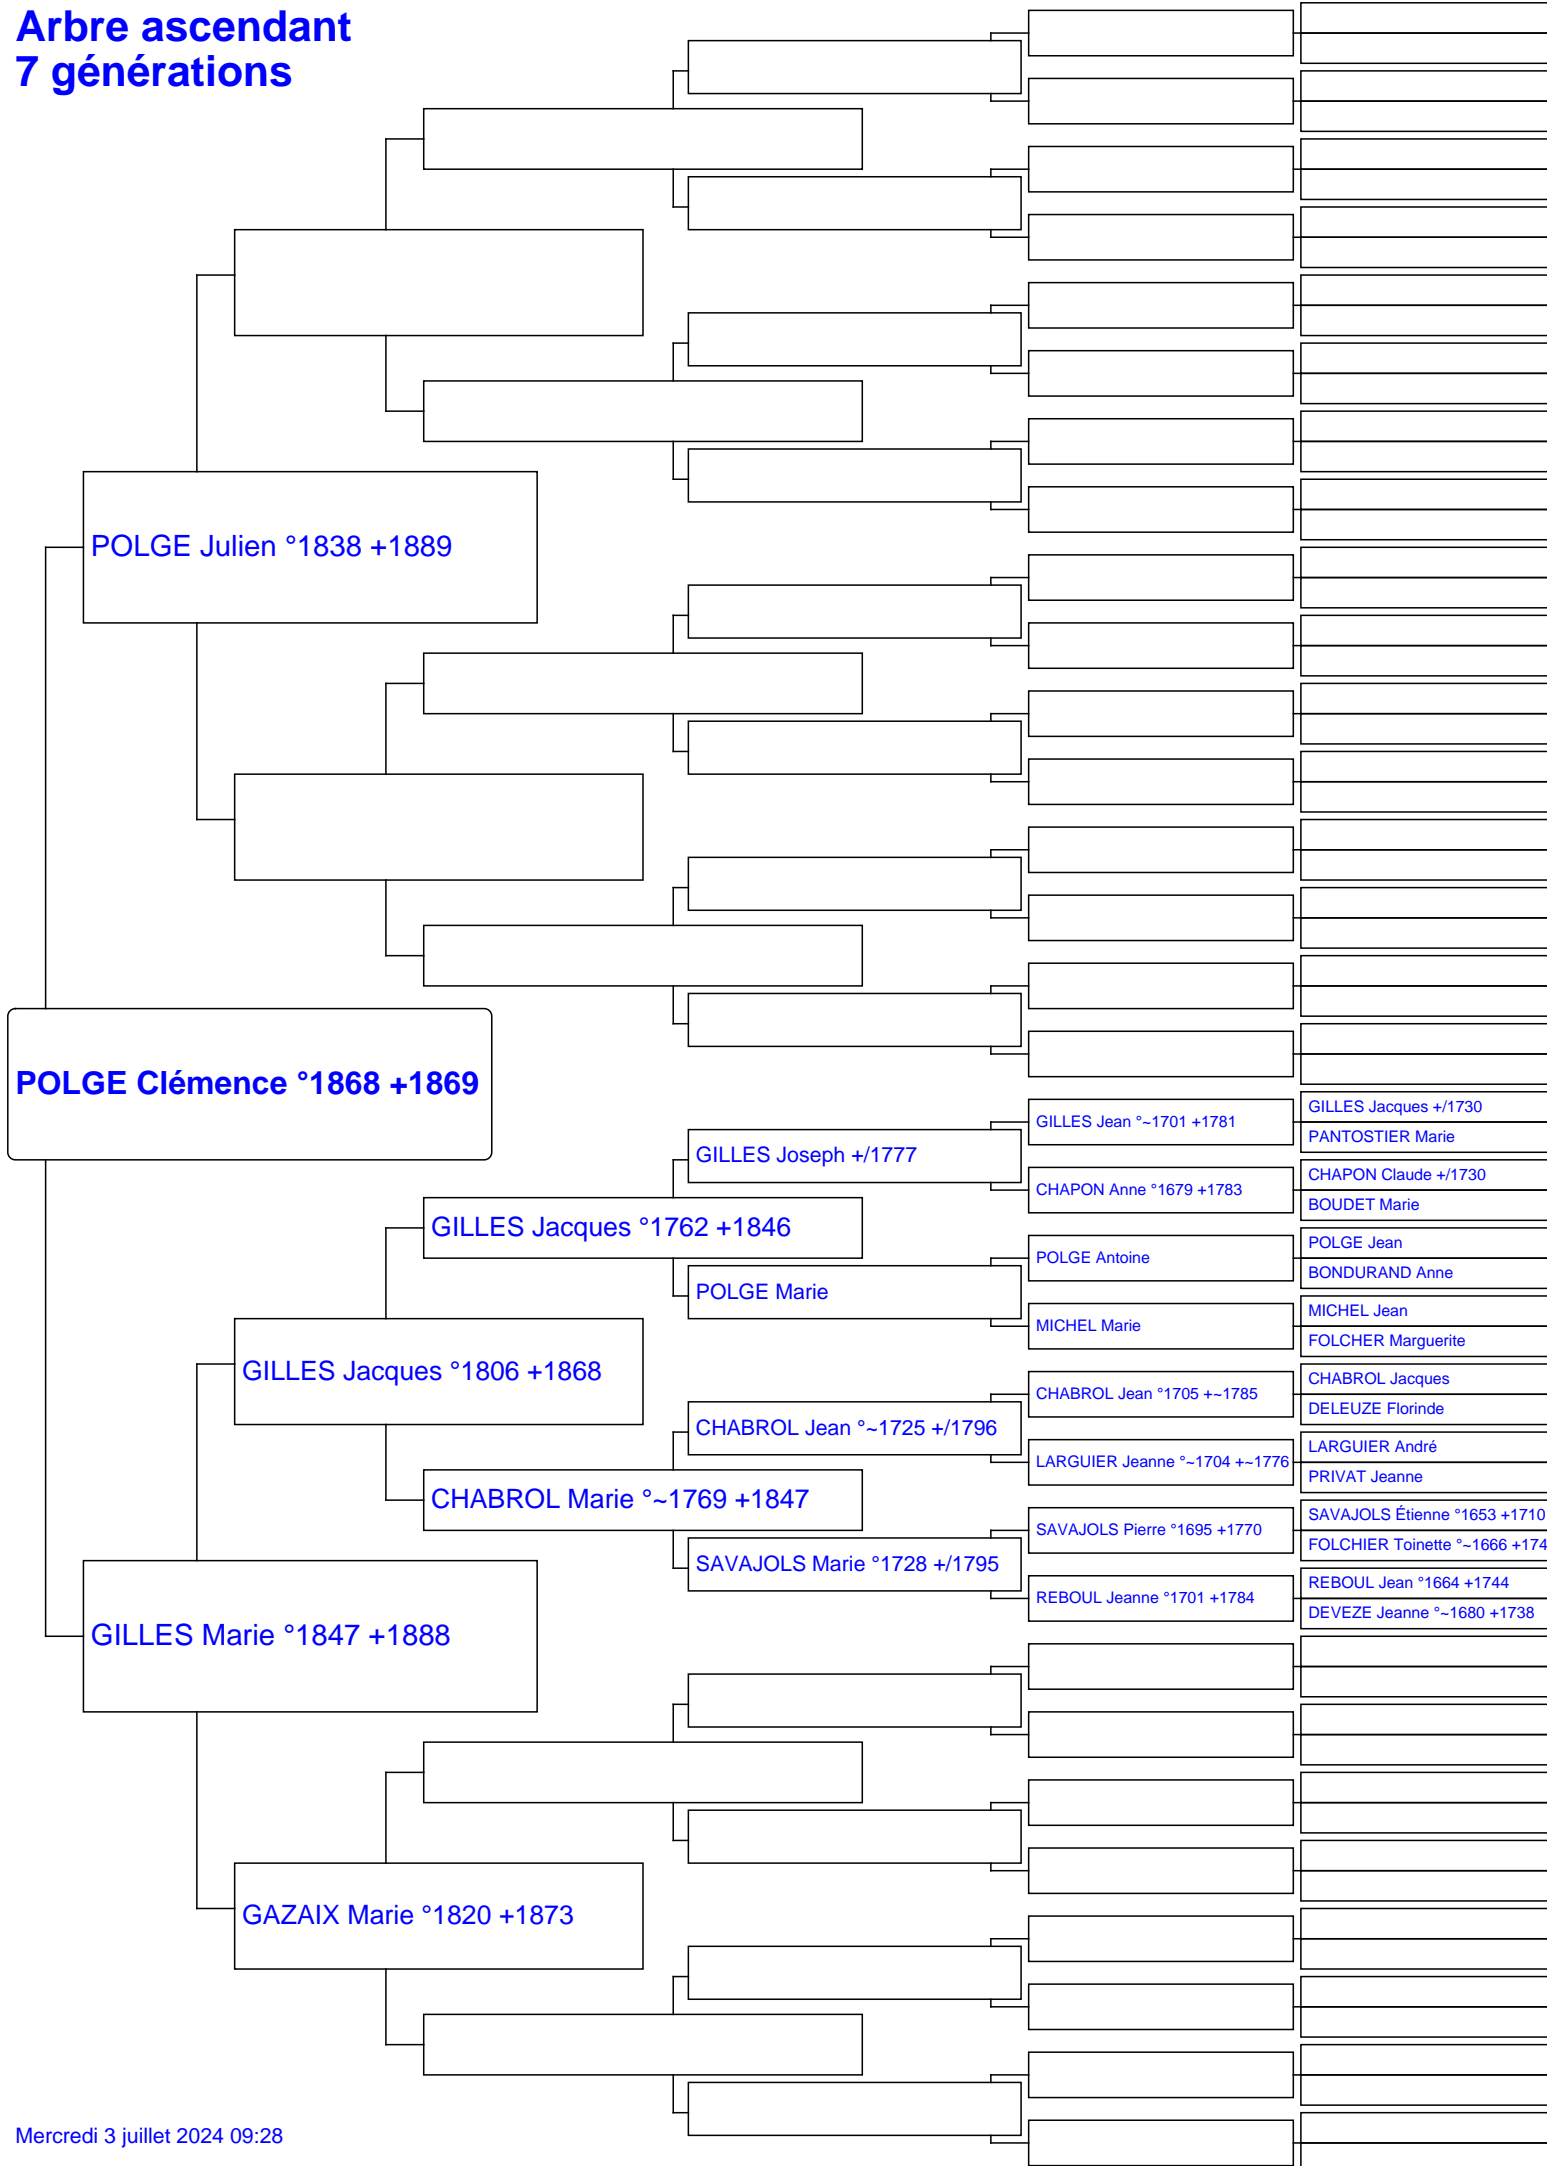 Arbre ascendant
7 générations
POLGE Julien °1838 +1889
POLGE Clémence °1868 +1869
GILLES Jean °~1701 +1781
GILLES Jacques +/1730
PANTOSTIER Marie
GILLES Joseph +/1777
CHAPON Anne °1679 +1783
CHAPON Claude +/1730
BOUDET Marie
GILLES Jacques °1762 +1846
POLGE Antoine
POLGE Jean
BONDURAND Anne
POLGE Marie
MICHEL Marie
MICHEL Jean
FOLCHER Marguerite
GILLES Jacques °1806 +1868
CHABROL Jean °1705 +~1785
CHABROL Jacques
DELEUZE Florinde
CHABROL Jean °~1725 +/1796
LARGUIER Jeanne °~1704 +~1776
LARGUIER André
PRIVAT Jeanne
CHABROL Marie °~1769 +1847
SAVAJOLS Pierre °1695 +1770
SAVAJOLS Étienne °1653 +1710
FOLCHIER Toinette °~1666 +174
SAVAJOLS Marie °1728 +/1795
REBOUL Jeanne °1701 +1784
REBOUL Jean °1664 +1744
DEVEZE Jeanne °~1680 +1738
GILLES Marie °1847 +1888
GAZAIX Marie °1820 +1873
Mercredi 3 juillet 2024 09:28